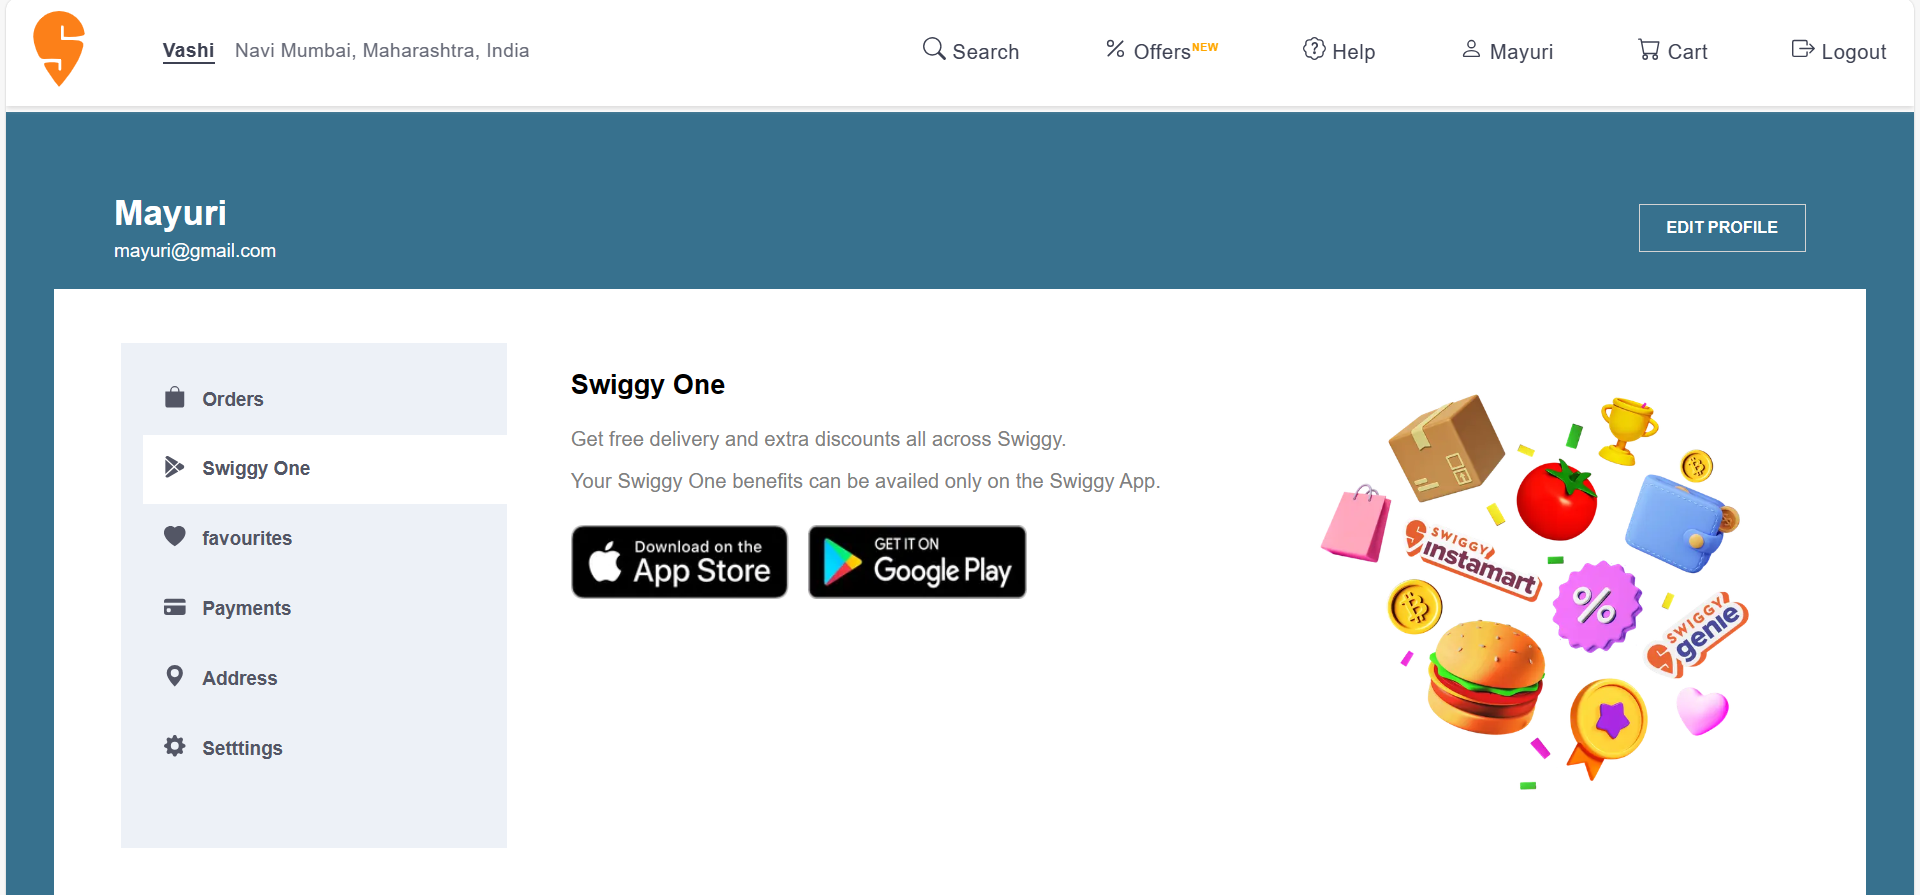 Vashi Navi Mumbai, Maharashtra, India Search Offers NEW Help Mayuri Cart Logout
Mayuri
mayuri@gmail.com
EDIT PROFILE
Orders
Swiggy One
favourites
Payments
Address
Setttings
Swiggy One
Get free delivery and extra discounts all across Swiggy.
Your Swiggy One benefits can be availed only on the Swiggy App.
Download on the
App Store
GET IT ON
Google Play
SWIGGY
instamart
%
SWIGGY
genie